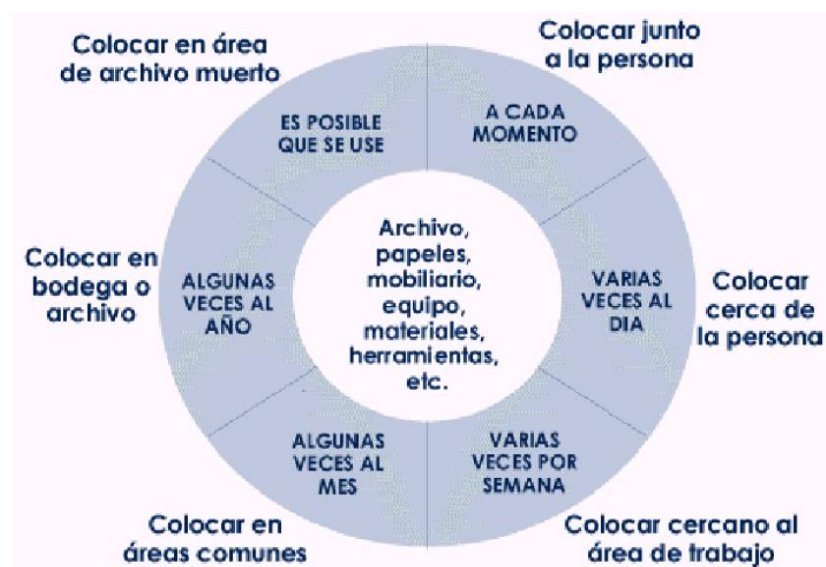 Colocar en área
de archivo muerto
Colocar junto
a la persona
ES POSIBLE
QUE SE USE
A CADA
MOMENTO
Colocar en
bodega o
archivo
ALGUNAS
VECES AL
AÑO
Archivo,
papeles,
mobiliario,
equipo,
materiales,
herramientas,
etc.
VARIAS
VECES AL
DIA
Colocar
cerca de
la persona
ALGUNAS
VECES AL
MES
VARIAS
VECES POR
SEMANA
Colocar en
áreas comunes
Colocar cercano al
área de trabajo